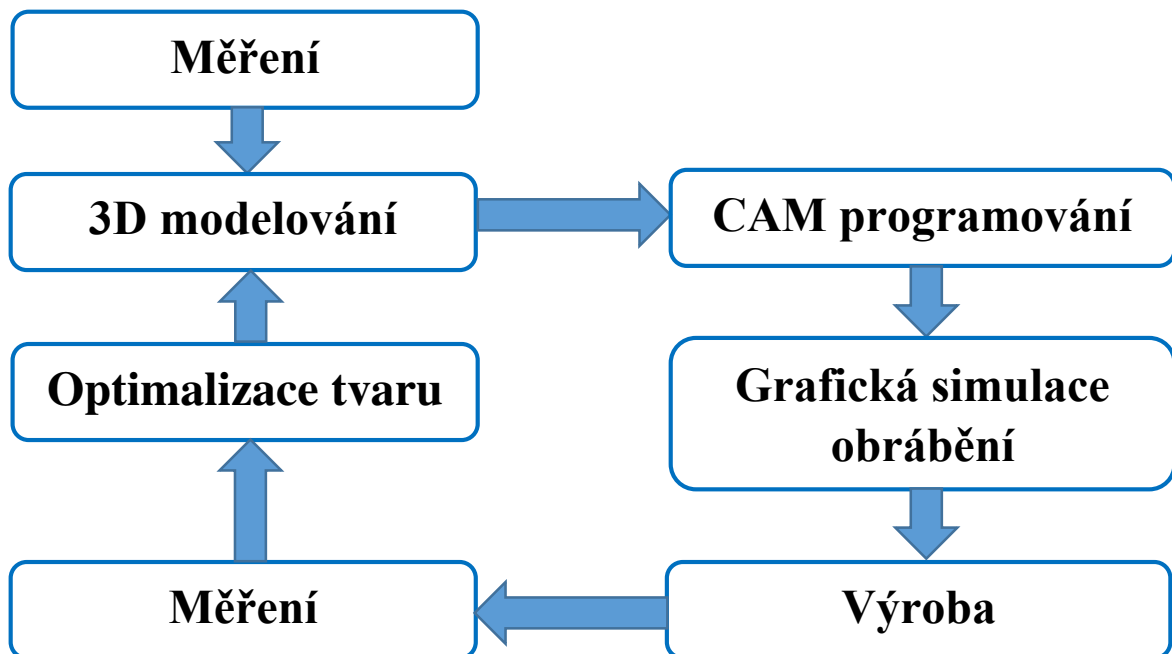 Měření
3D modelování
CAM programování
Optimalizace tvaru
Grafická simulace
obrábění
Měření
Výroba